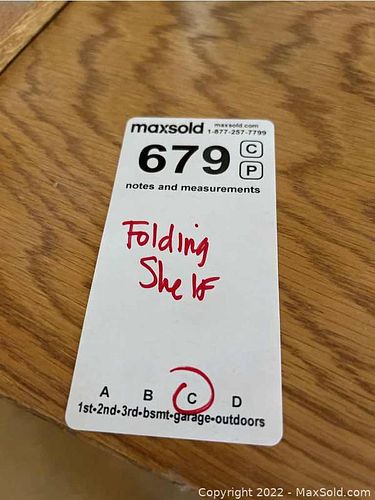 maxsold maxsold.com
1-877-257-7799
679 C
P
notes and measurements
Folding
Shelf
A B C D
1st•2nd•3rd•bsmt•garage•outdoors
Copyright 2022 - MaxSold.com